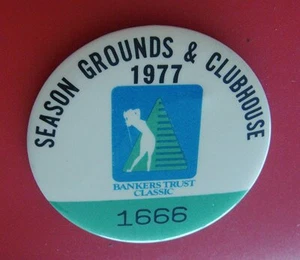 SEASON GROUNDS & CLUBHOUSE
1977
BANKERS TRUST
CLASSIC
1666